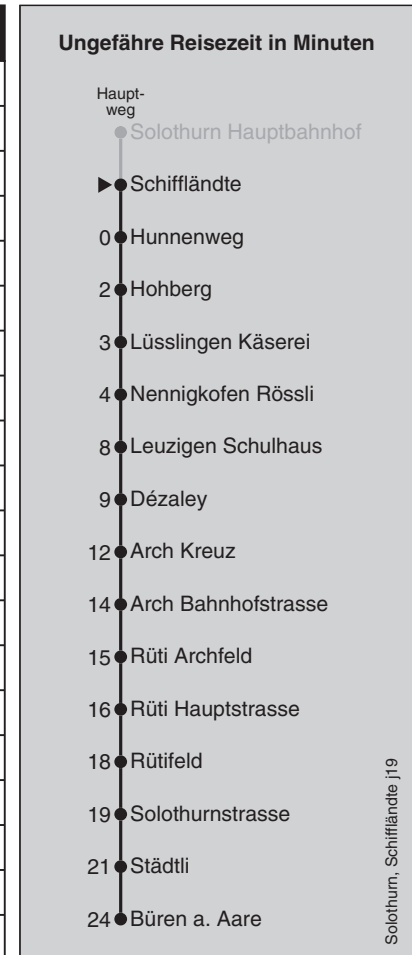 Ungefähre Reisezeit in Minuten
Haupt-
weg
Solothurn Hauptbahnhof
Schiffländte
0 Hunnenweg
2 Hohberg
3 Lüsslingen Käserei
4 Nennigkofen Rössli
8 Leuzigen Schulhaus
9 Dézaley
12 Arch Kreuz
14 Arch Bahnhofstrasse
15 Rüti Archfeld
16 Rüti Hauptstrasse
18 Rütifeld
19 Solothurnstrasse
21 Städtli
24 Büren a. Aare
Solothurn, Schiffländte j19